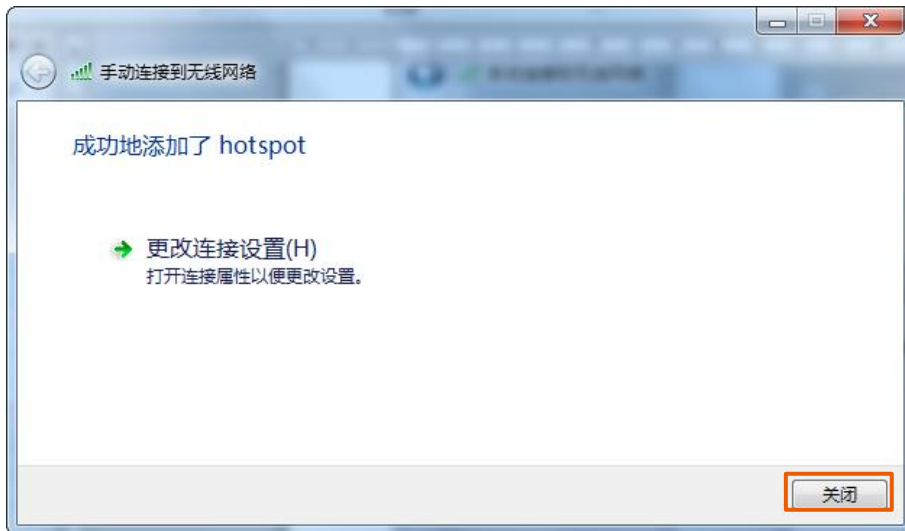 手动连接到无线网络
成功地添加了 hotspot
更改连接设置(H)
打开连接属性以便更改设置。
关闭